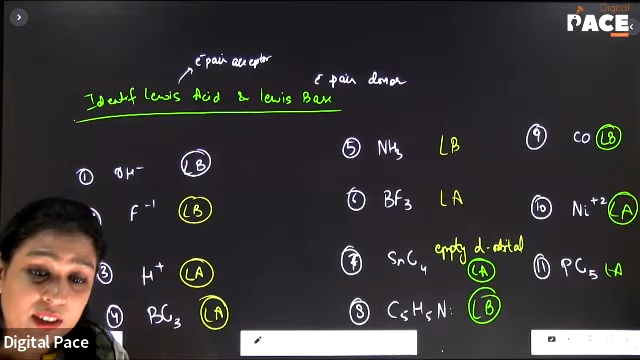 Digital
PACE
e⁻ pair acceptor
Identif Lewis Acid & Lewis Base
e⁻ pair donor
① OH⁻ LB
F⁻¹ LB
③ H⁺ LA
④ BCl₃ LA
⑤ NH₃ LB
⑥ BF₃ LA
⑦ SnCl₄ empty d-orbital
LA
⑧ C₅H₅N: LB
⑨ CO LB
⑩ Ni⁺² LA
⑪ PCl₅ LA
Digital Pace